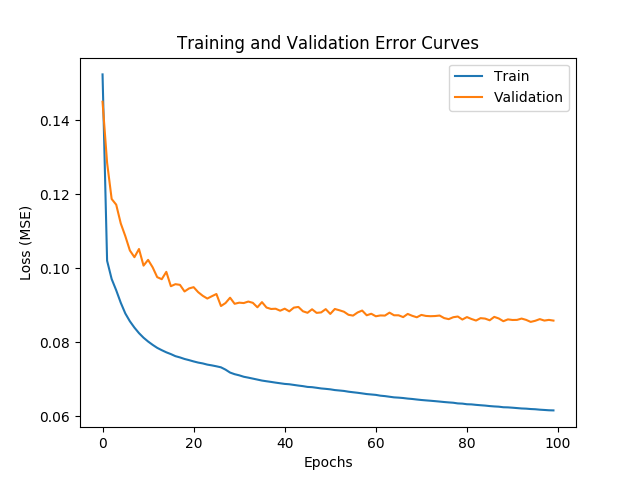 Training and Validation Error Curves
Train
Validation
0.14
0.12
0.10
0.08
0.06
Loss (MSE)
0
20
40
60
80
100
Epochs